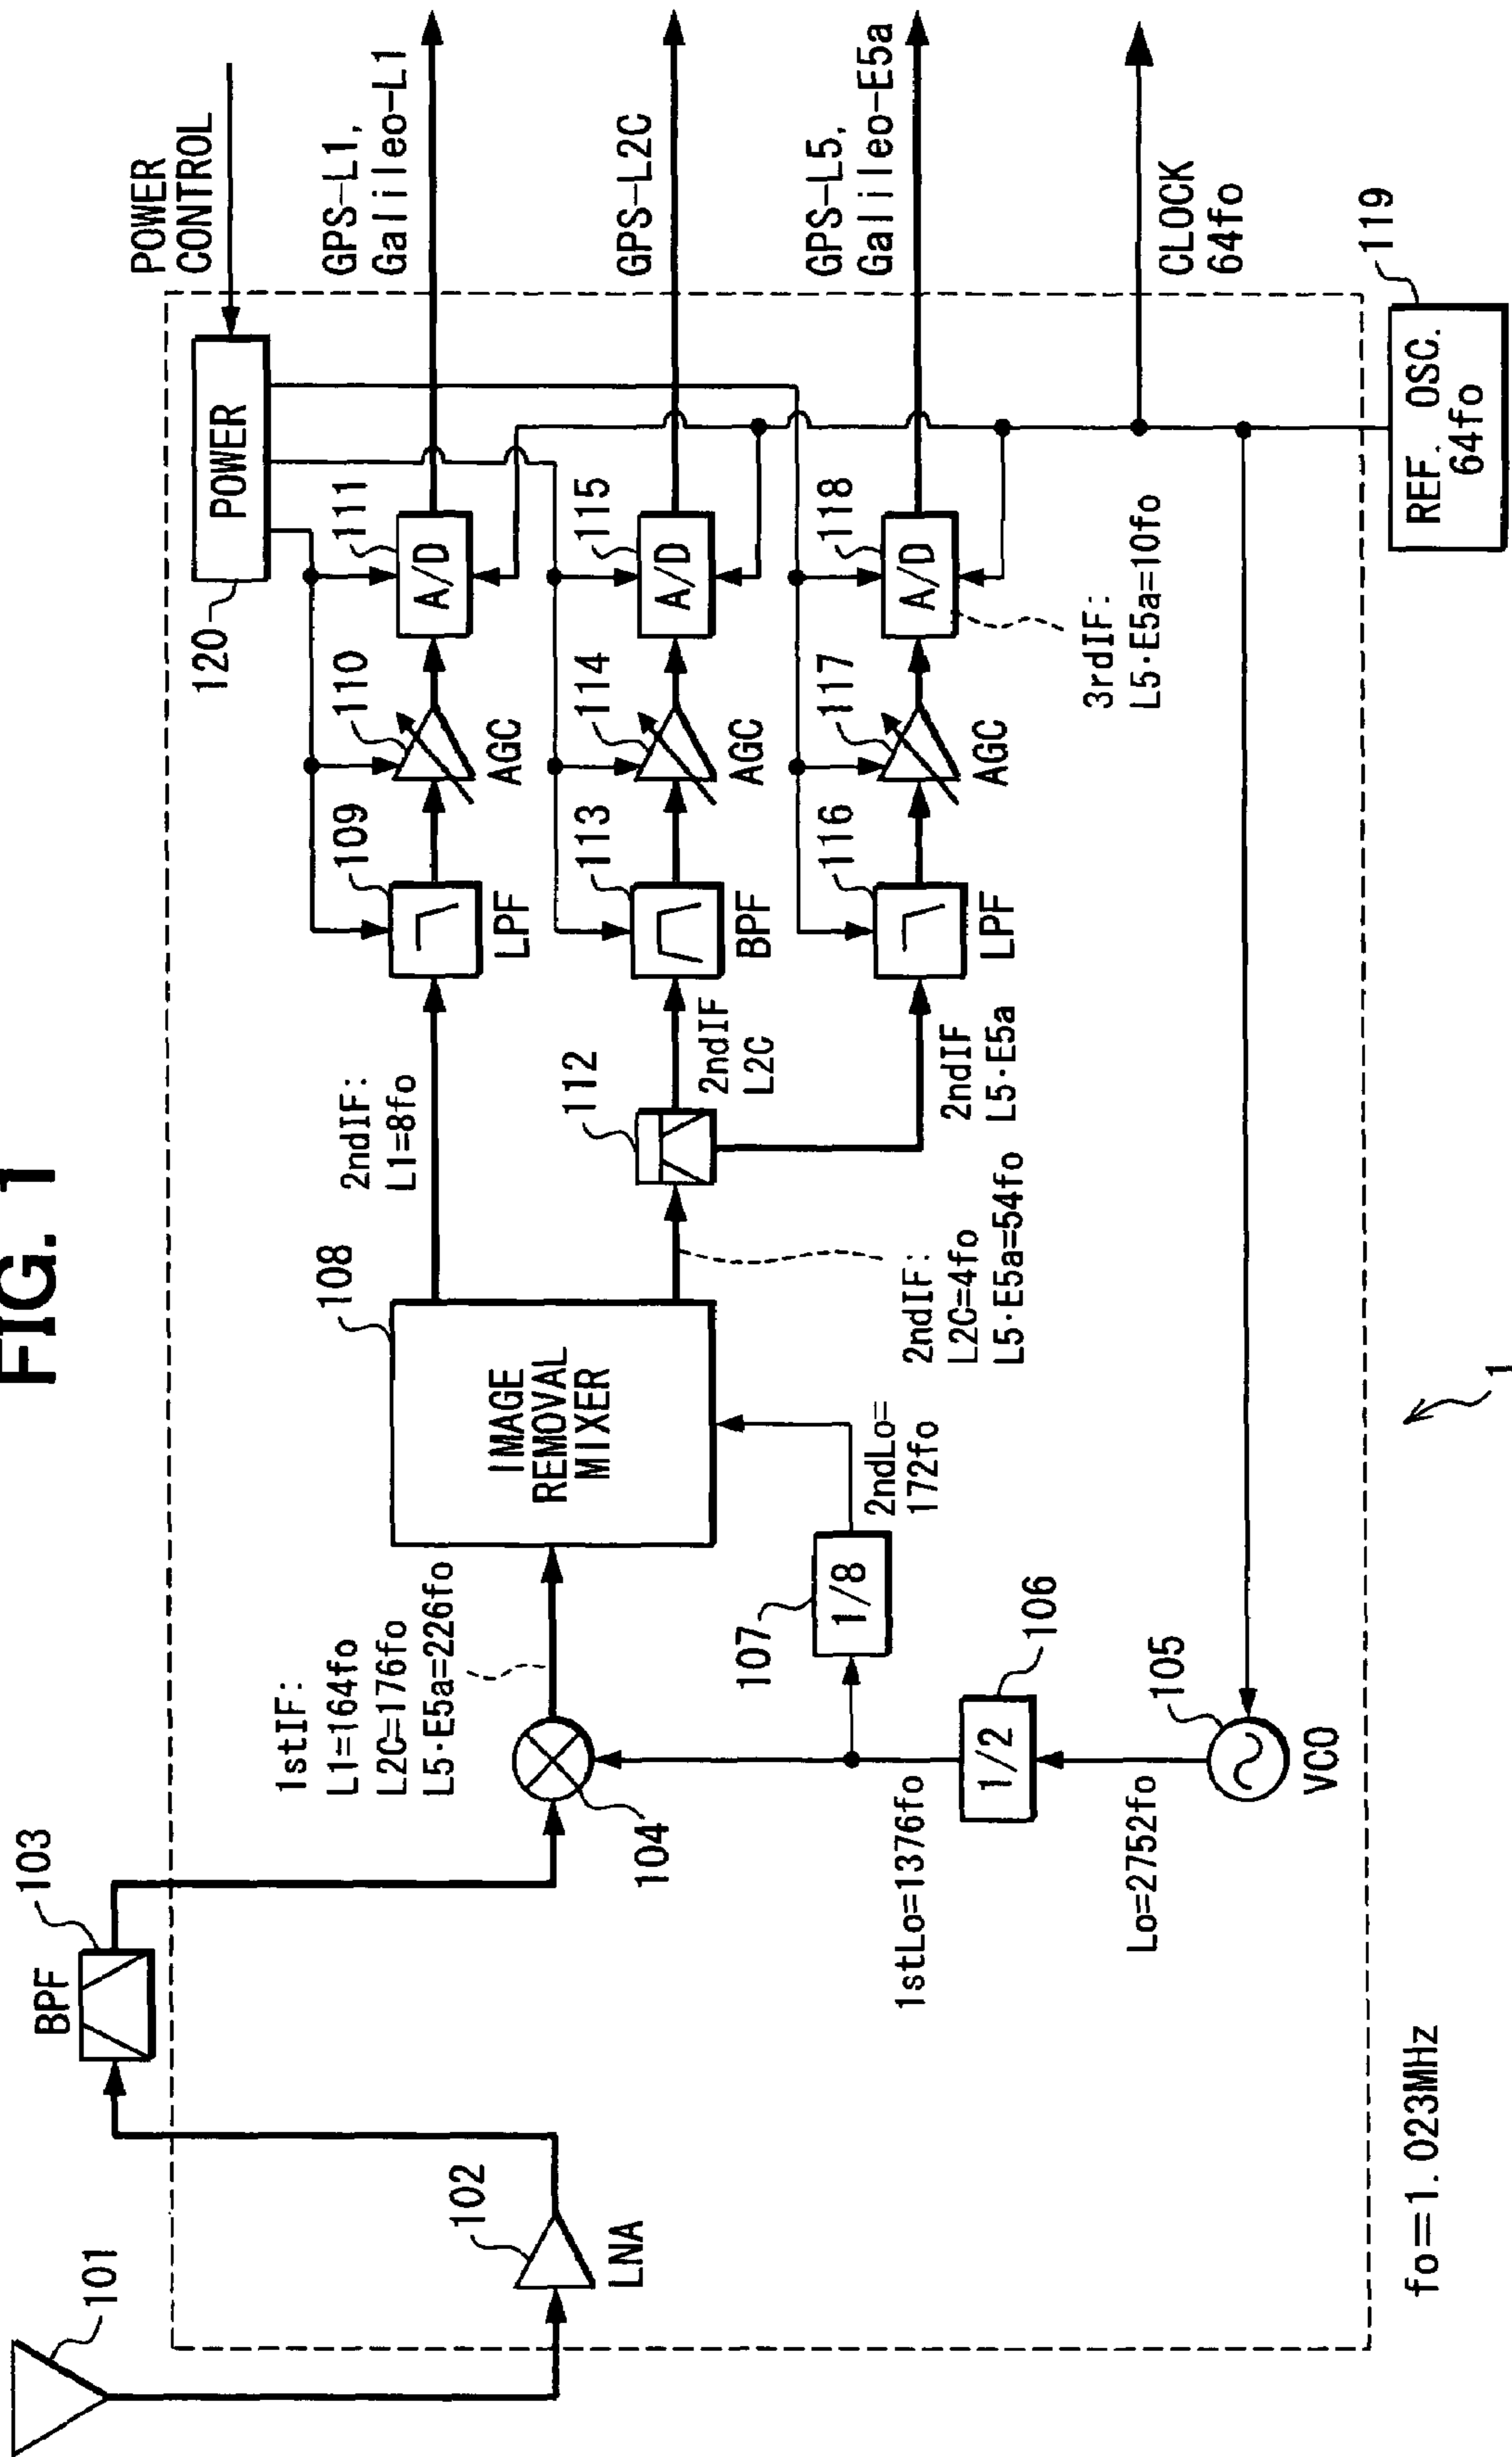 FIG. 1
101
102
LNA
BPF
103
104
1stIF:
L1=164fo
L2C=176fo
L5·E5a=226fo
1stLo=1376fo
Lo=2752fo
1/2
106
105
VCO
107
1/8
2ndLo=
172fo
108
IMAGE
REMOVAL
MIXER
2ndIF:
L1=8fo
2ndIF:
L2C=4fo
L5·E5a=54fo
112
2ndIF
L2C
2ndIF
L5·E5a
109
LPF
110
AGC
111
A/D
113
BPF
114
AGC
115
A/D
116
LPF
117
AGC
118
A/D
3rdIF:
L5·E5a=10fo
120
POWER
POWER
CONTROL
GPS-L1,
Galileo-L1
GPS-L2C
GPS-L5,
Galileo-E5a
CLOCK
64fo
119
REF. OSC.
64fo
1
fo=1.023MHz